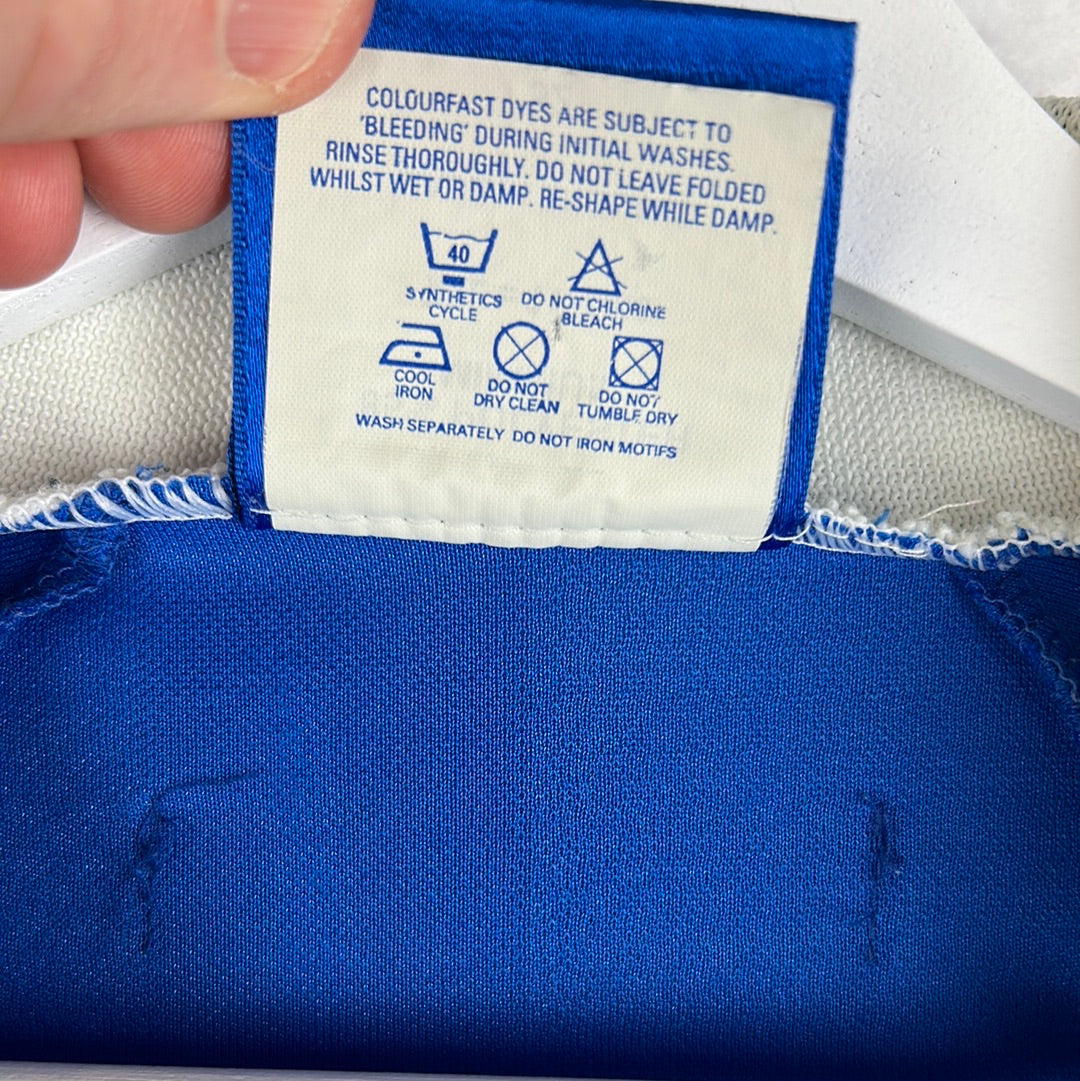 COLOURFAST DYES ARE SUBJECT TO
'BLEEDING' DURING INITIAL WASHES.
RINSE THOROUGHLY. DO NOT LEAVE FOLDED
WHILST WET OR DAMP. RE-SHAPE WHILE DAMP.
40
SYNTHETICS
CYCLE
DO NOT CHLORINE
BLEACH
COOL
IRON
DO NOT
DRY CLEAN
DO NOT
TUMBLE DRY
WASH SEPARATELY DO NOT IRON MOTIFS